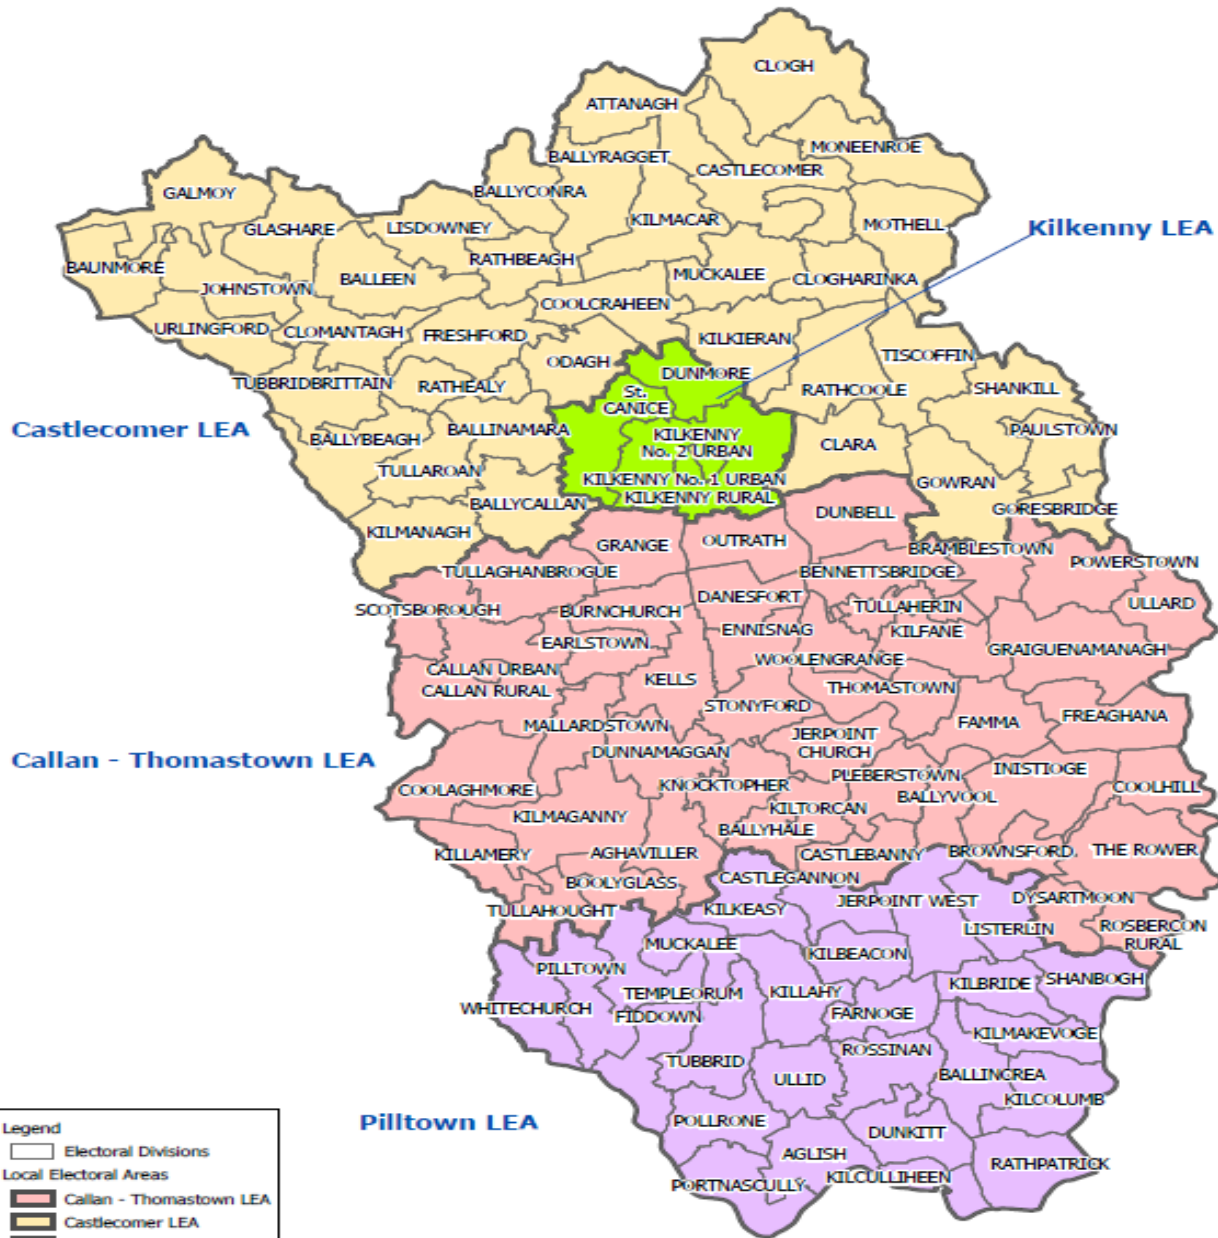 CLOGH
ATTANAGH
MONEENROE
BALLYRAGGET
CASTLECOMER
GALMOY
BALLYCONRA
KILMACAR
MOTHELL
GLASHARE
LISDOWNEY
Kilkenny LEA
RATHBEAGH
BAUNMORE
MUCKALEE
CLOGHARINKA
BALLEEN
JOHNSTOWN
COOLCRAHEEN
URLINGFORD
CLOMANTAGH
FRESHFORD
KILKIERAN
TISCOFFIN
ODAGH
DUNMORE
TUBBRIDBRITTAIN
RATHEALY
RATHCOOLE
SHANKILL
St.
CANICE
Castlecomer LEA
BALLYBEAGH
BALLINAMARA
KILKENNY
No. 2 URBAN
CLARA
PAULSTOWN
TULLAROAN
KILKENNY No. 1 URBAN
GOWRAN
KILKENNY RURAL
BALLYCALLAN
DUNBELL
GORESBRIDGE
KILMANAGH
GRANGE
OUTRATH
BRAMBLESTOWN
POWERSTOWN
TULLAGHANBROGUE
BENNETTSBRIDGE
SCOTSBOROUGH
BURNCHURCH
DANESFORT
TULLAHERIN
ULLARD
EARLSTOWN
ENNISNAG
KILFANE
GRAIGUENAMANAGH
CALLAN URBAN
WOOLENGRANGE
CALLAN RURAL
KELLS
THOMASTOWN
STONYFORD
MALLARDSTOWN
FAMMA
FREAGHANA
JERPOINT
CHURCH
DUNNAMAGGAN
Callan - Thomastown LEA
INISTIOGE
PLEBERSTOWN
COOLAGHMORE
KNOCKTOPHER
BALLYVOOL
COOLHILL
KILMAGANNY
KILTORCAN
BALLYHALE
KILLAMERY
AGHAVILLER
CASTLEBANNY
BROWNSFORD
THE ROWER
BOOLYGLASS
CASTLEGANNON
TULLAHOUGHT
KILKEASY
JERPOINT WEST
DYSARTMOON
LISTERLIN
ROSBERCON
RURAL
MUCKALEE
KILBEACON
PILLTOWN
TEMPLEORUM
KILLAHY
KILBRIDE
SHANBOGH
WHITECHURCH
FIDDOWN
FARNOGE
KILMAKEVOGE
TUBBRID
ROSSINAN
ULLID
BALLINCREA
KILCOLUMB
Pilltown LEA
POLLRONE
DUNKITT
AGLISH
RATHPATRICK
PORTNASCULLY
KILCULLIHEEN
Legend
Electoral Divisions
Local Electoral Areas
Callan - Thomastown LEA
Castlecomer LEA